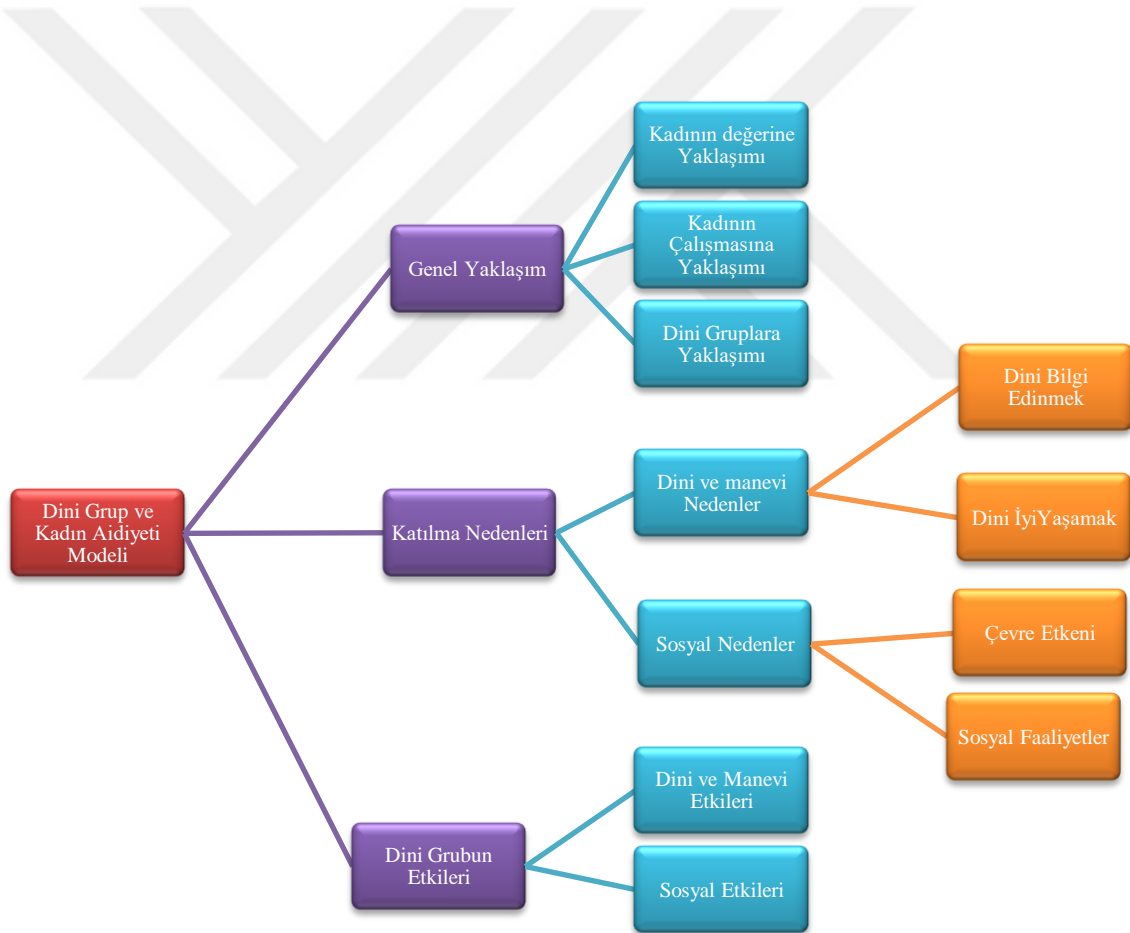 Dini Grup ve
Kadın Aidiyeti
Modeli
Genel Yaklaşım
Kadının değerine
Yaklaşımı
Kadının
Çalışmasına
Yaklaşımı
Dini Gruplara
Yaklaşımı
Katılma Nedenleri
Dini ve manevi
Nedenler
Dini Bilgi
Edinmek
Dini İyiYaşamak
Sosyal Nedenler
Çevre Etkeni
Sosyal Faaliyetler
Dini Grubun
Etkileri
Dini ve Manevi
Etkileri
Sosyal Etkileri